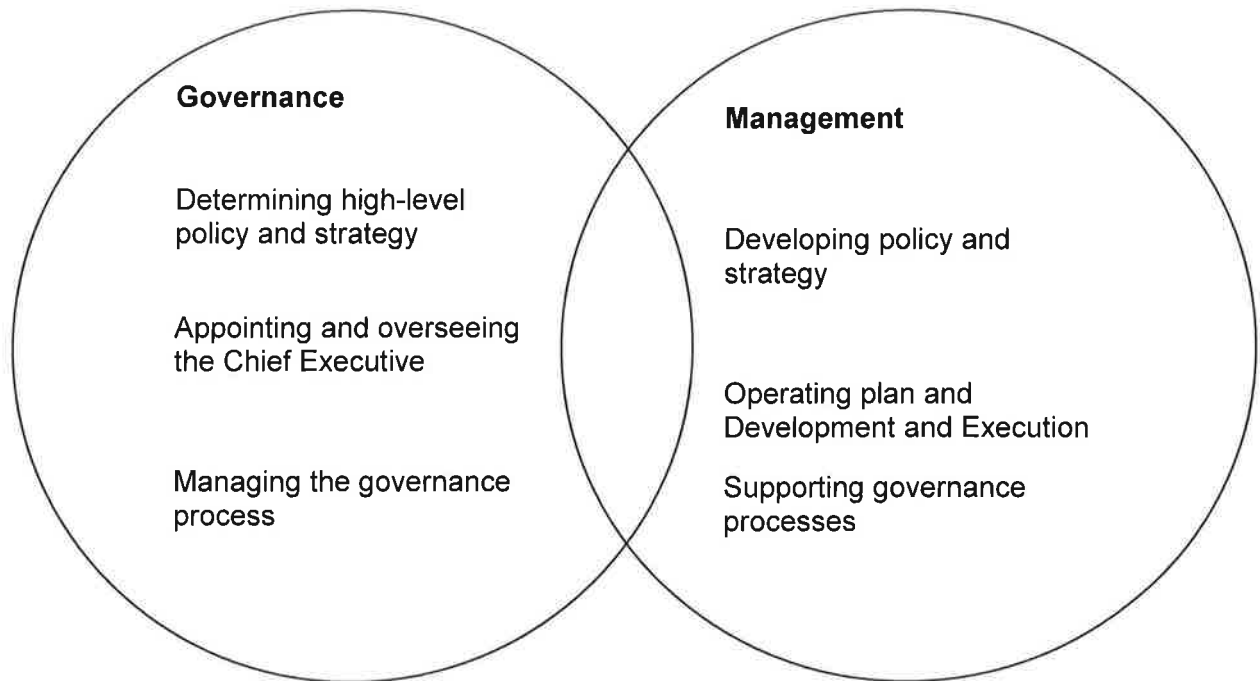 Governance
Determining high-level
policy and strategy
Appointing and overseeing
the Chief Executive
Managing the governance
process
Management
Developing policy and
strategy
Operating plan and
Development and Execution
Supporting governance
processes